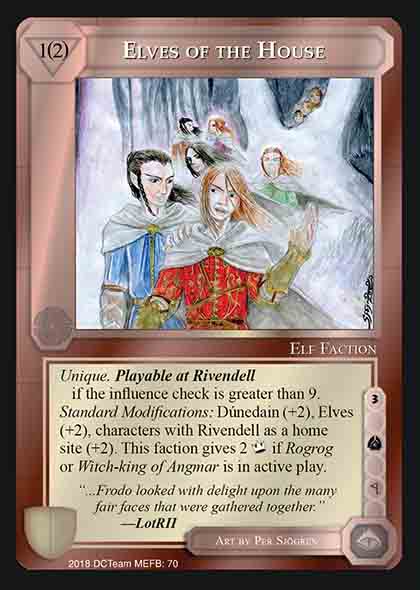 1(2)
ELVES OF THE HOUSE
ELF FACTION
Unique. Playable at Rivendell
if the influence check is greater than 9.
Standard Modifications: Dúnedain (+2), Elves
(+2), characters with Rivendell as a home
site (+2). This faction gives 2 if Rogrog
or Witch-king of Angmar is in active play.
“...Frodo looked with delight upon the many
fair faces that were gathered together.”
—LotRII
3
ART BY PER SJÖGREN
2018 DCTeam MEFB: 70